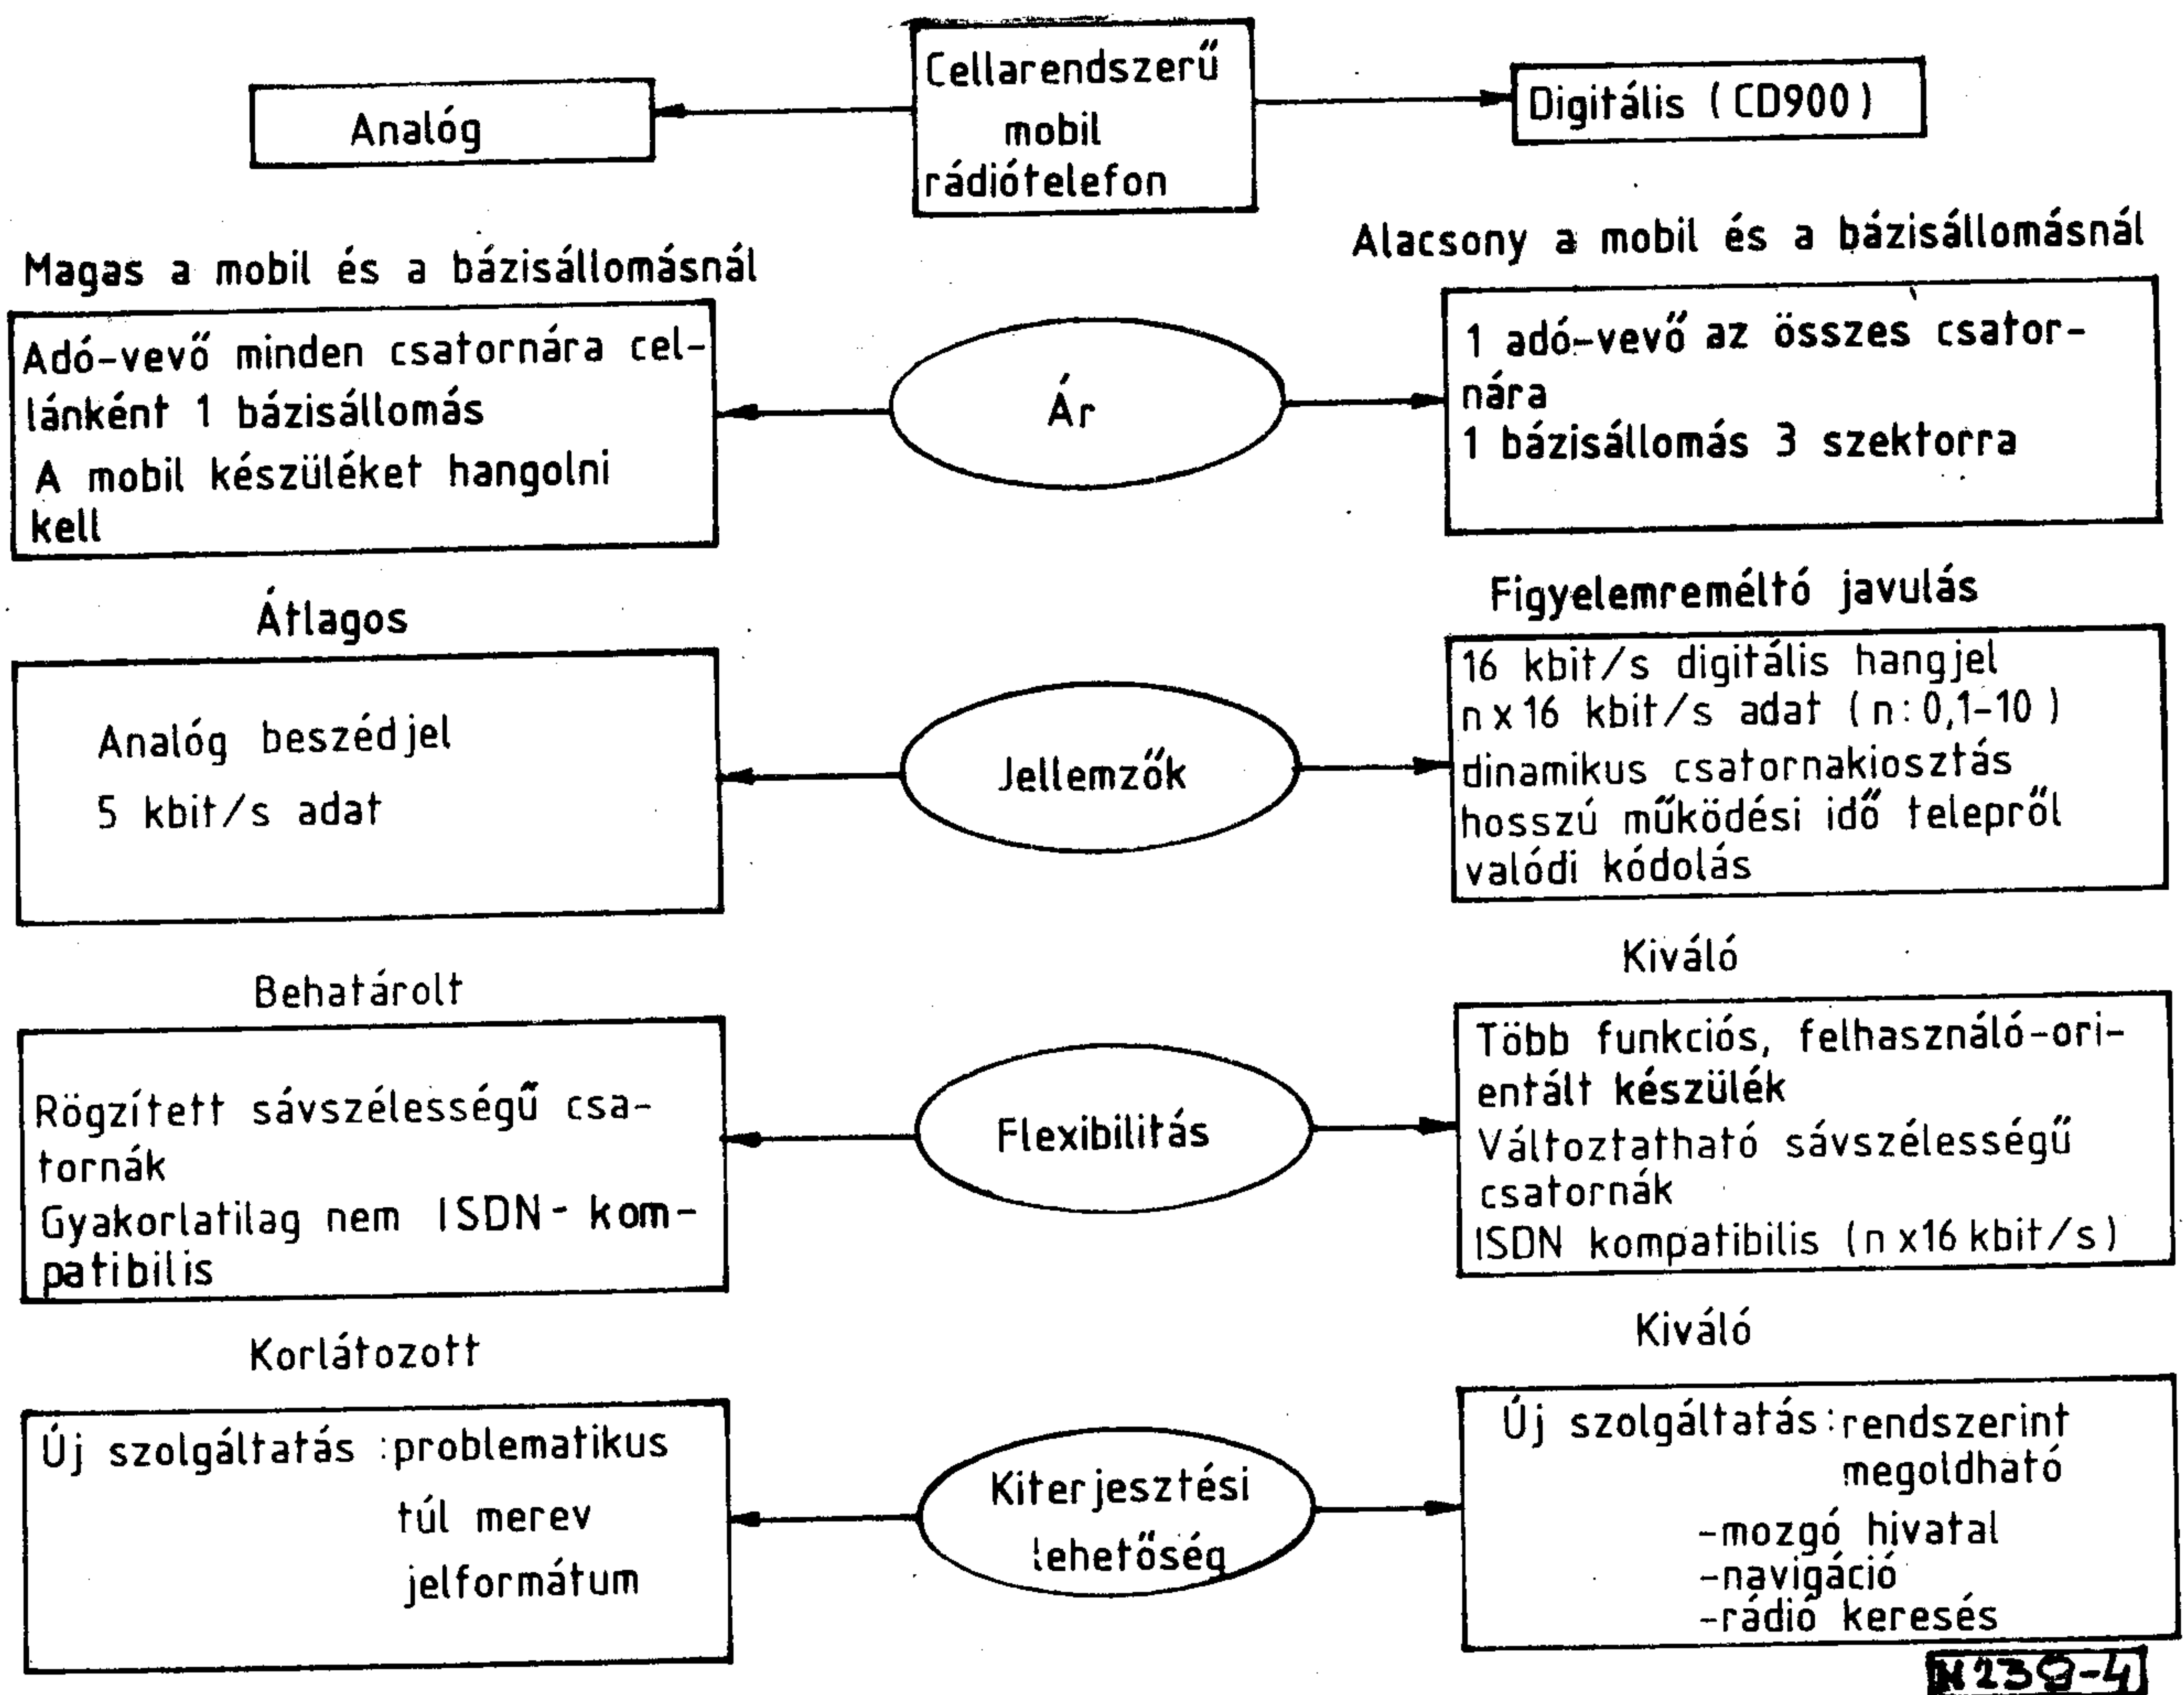 Cellarendszerű
mobil
rádiótelefon
Analóg
Digitális (CD900)
Magas a mobil és a bázisállomásnál
Adó-vevő minden csatornára cel-
lánként 1 bázisállomás
A mobil készüléket hangolni
kell
Ár
Alacsony a mobil és a bázisállomásnál
1 adó-vevő az összes csator-
nára
1 bázisállomás 3 szektorra
Átlagos
Analóg beszédjel
5 kbit/s adat
Jellemzők
Figyelemreméltó javulás
16 kbit/s digitális hangjel
n x 16 kbit/s adat (n: 0,1-10)
dinamikus csatornakiosztás
hosszú működési idő telepről
valódi kódolás
Behatárolt
Rögzített sávszélességű csa-
tornák
Gyakorlatilag nem ISDN- kom-
patibilis
Flexibilitás
Kiváló
Több funkciós, felhasználó-ori-
entált készülék
Változtatható sávszélességű
csatornák
ISDN kompatibilis (n x16 kbit/s)
Korlátozott
Új szolgáltatás :problematikus
túl merev
jelformátum
Kiterjesztési
lehetőség
Kiváló
Új szolgáltatás: rendszerint
megoldható
-mozgó hivatal
-navigáció
-rádió keresés
H239-4